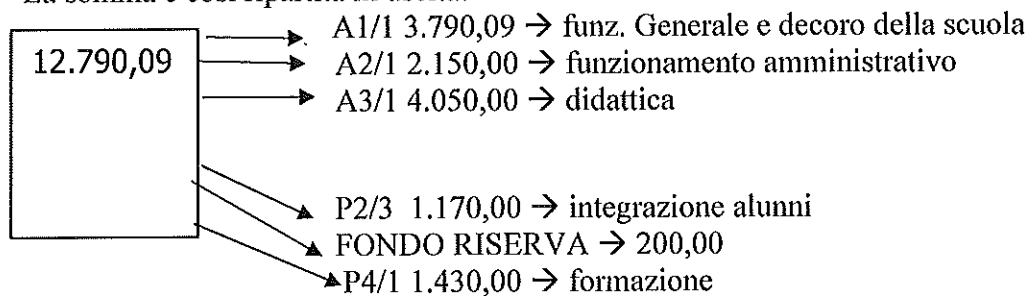 A1/1 3.790,09 → funz. Generale e decoro della scuola
12.790,09
A2/1 2.150,00 → funzionamento amministrativo
A3/1 4.050,00 → didattica
P2/3 1.170,00 → integrazione alunni
FONDO RISERVA → 200,00
P4/1 1.430,00 → formazione